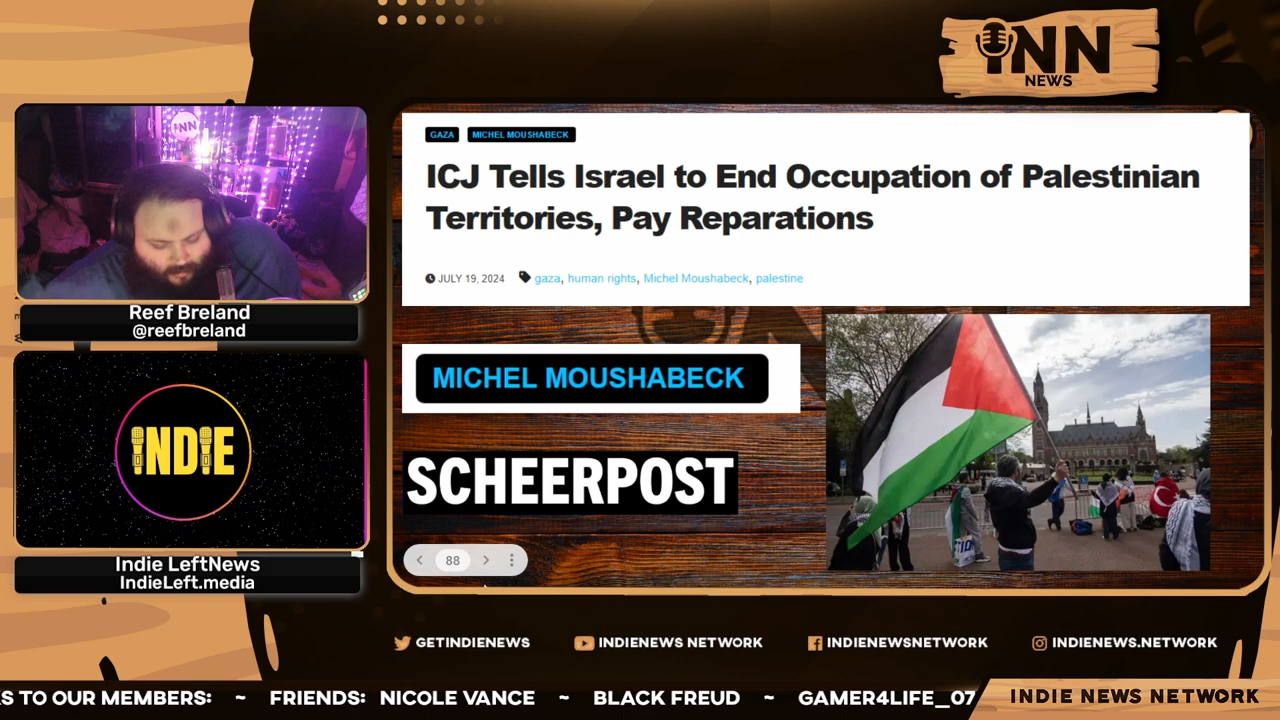 iNN
NEWS
GAZA
MICHEL MOUSHABECK
ICJ Tells Israel to End Occupation of Palestinian
Territories, Pay Reparations
JULY 19, 2024
gaza, human rights, Michel Moushabeck, palestine
iNN
Reef Breland
@reefbreland
MICHEL MOUSHABECK
SCHEERPOST
INDIE
88
Indie LeftNews
IndieLeft.media
GETINDIENEWS
INDIENEWS NETWORK
INDIENEWSNETWORK
INDIENEWS.NETWORK
S TO OUR MEMBERS: ~ FRIENDS: NICOLE VANCE ~ BLACK FREUD ~ GAMER4LIFE_07
INDIE NEWS NETWORK